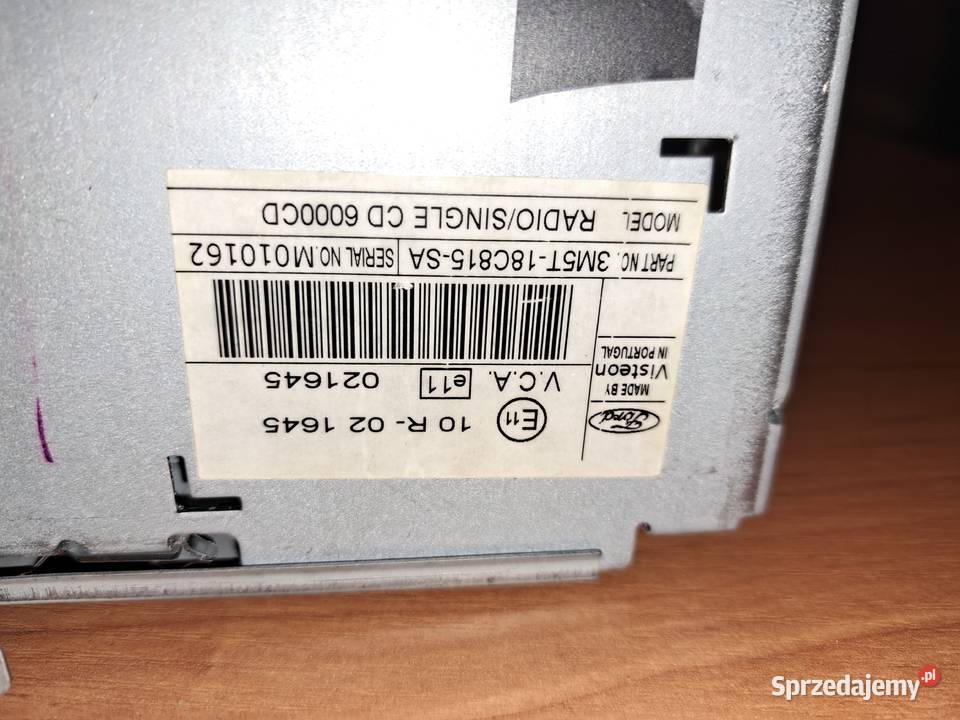 Ford
E11
10 R - 02 1645
MADE BY
Visteon
IN PORTUGAL
V.C.A. e11 021645
PART NO. 3M5T-18C815-SA SERIAL NO. M010162
MODEL RADIO/SINGLE CD 6000CD
Sprzedajemy.pl